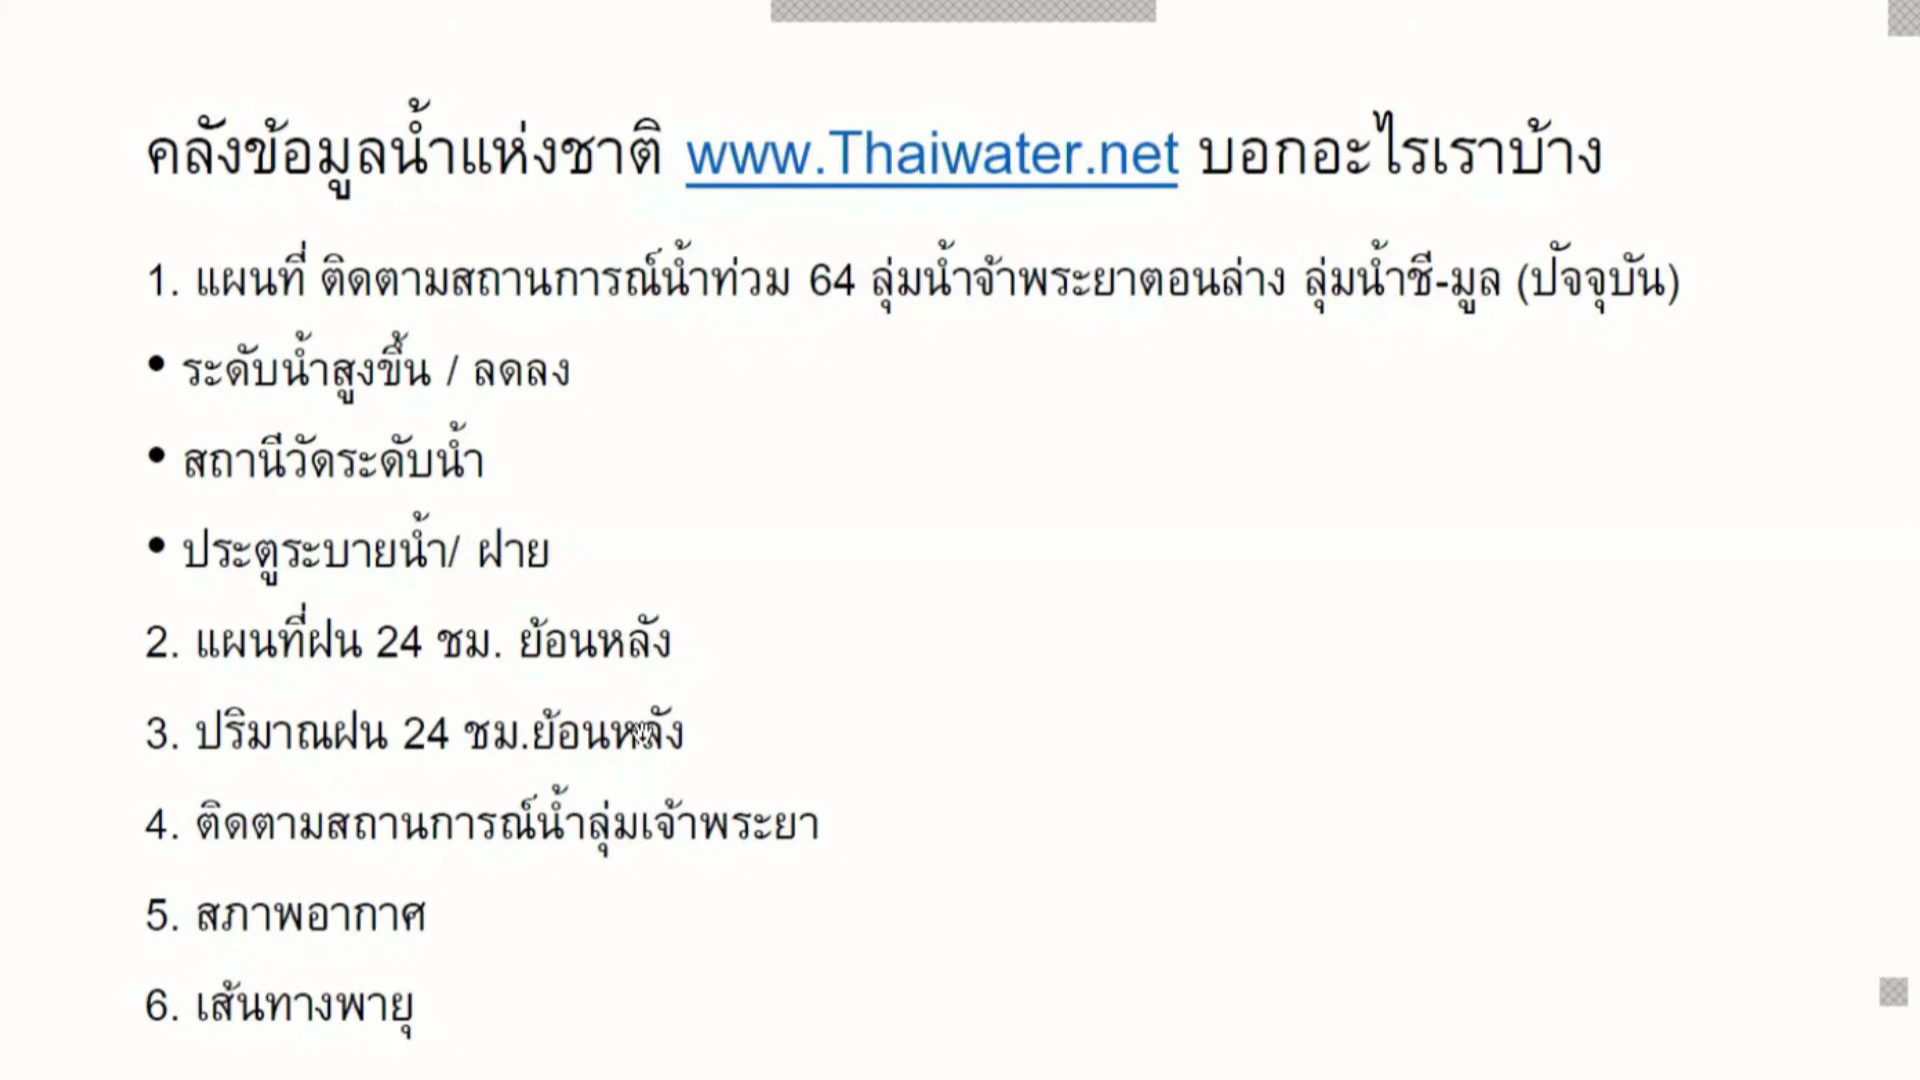 คลังข้อมูลน้ำแห่งชาติ www.Thaiwater.net บอกอะไรเราบ้าง
1. แผนที่ ติดตามสถานการณ์น้ำท่วม 64 ลุ่มน้ำจ้าพระยาตอนล่าง ลุ่มน้ำชี-มูล (ปัจจุบัน)
• ระดับน้ำสูงขึ้น / ลดลง
• สถานีวัดระดับน้ำ
• ประตูระบายน้ำ/ ฝาย
2. แผนที่ฝน 24 ชม. ย้อนหลัง
3. ปริมาณฝน 24 ชม.ย้อนหลัง
4. ติดตามสถานการณ์น้ำลุ่มเจ้าพระยา
5. สภาพอากาศ
6. เส้นทางพายุ